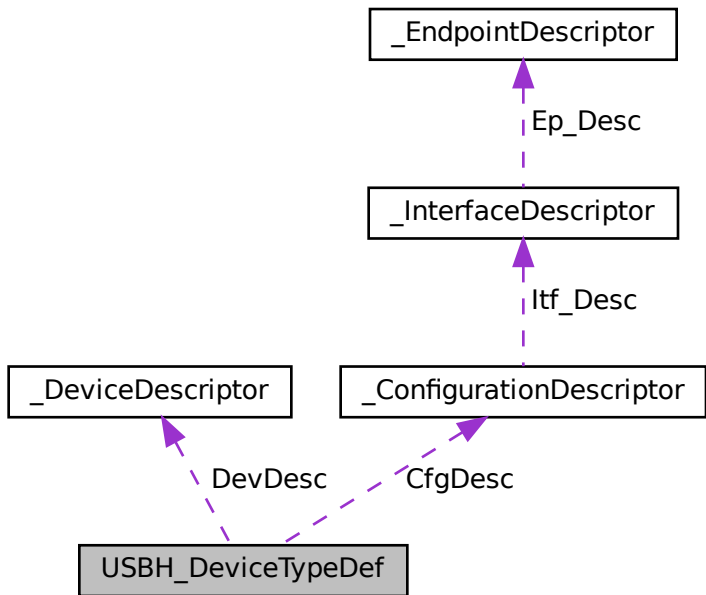 _EndpointDescriptor
Ep_Desc
_InterfaceDescriptor
Itf_Desc
_DeviceDescriptor
_ConfigurationDescriptor
DevDesc
CfgDesc
USBH_DeviceTypeDef